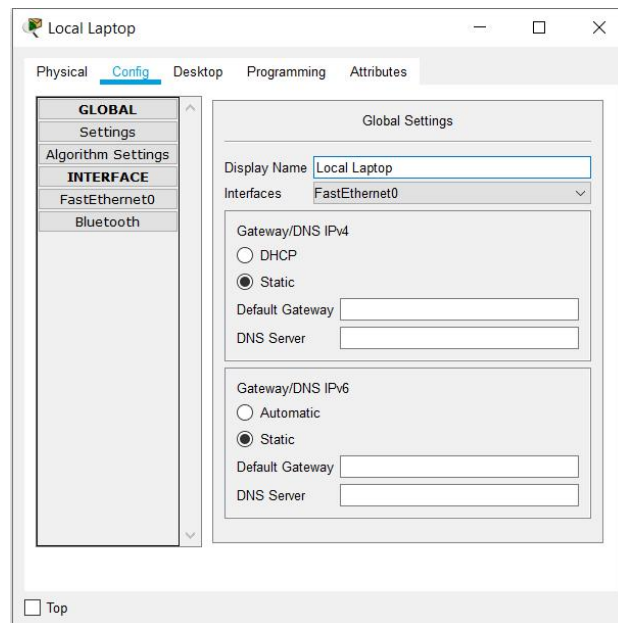 Local Laptop
Physical Config Desktop Programming Attributes
GLOBAL
Settings
Algorithm Settings
INTERFACE
FastEthernet0
Bluetooth
Global Settings
Display Name Local Laptop
Interfaces FastEthernet0
Gateway/DNS IPv4
DHCP
Static
Default Gateway
DNS Server
Gateway/DNS IPv6
Automatic
Static
Default Gateway
DNS Server
Top